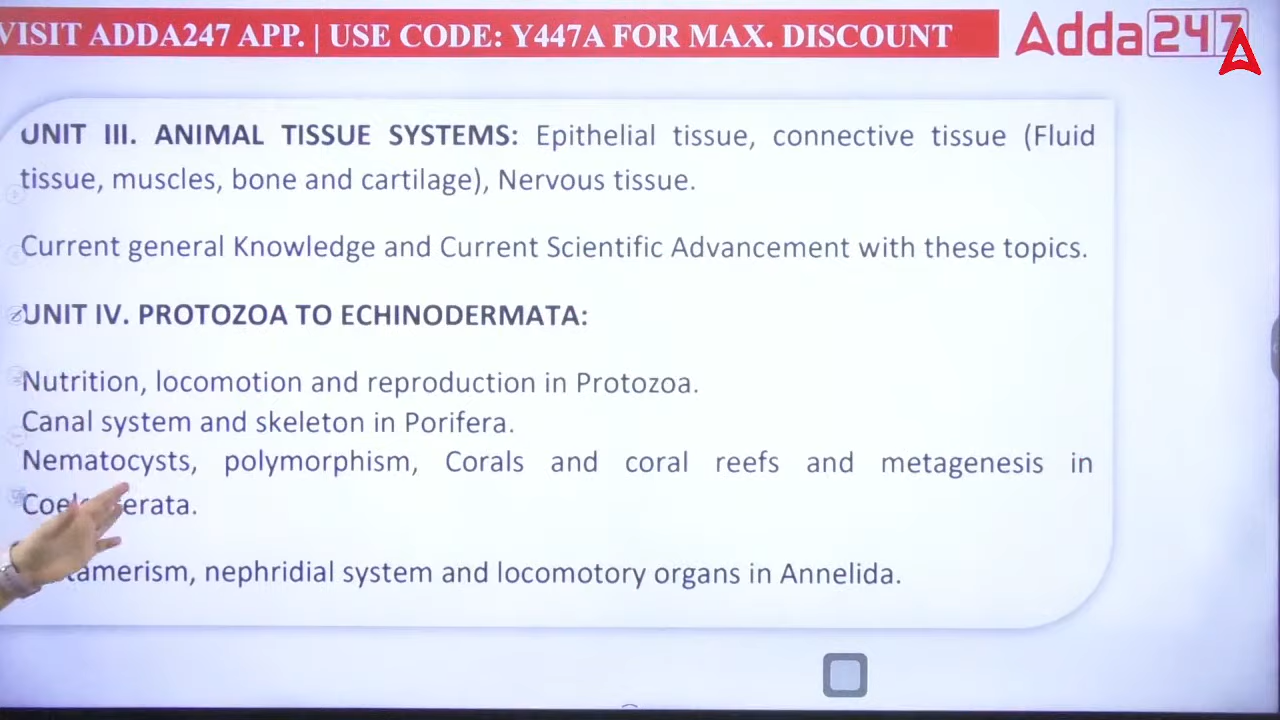 VISIT ADDA247 APP. | USE CODE: Y447A FOR MAX. DISCOUNT
Adda247
UNIT III. ANIMAL TISSUE SYSTEMS: Epithelial tissue, connective tissue (Fluid
tissue, muscles, bone and cartilage), Nervous tissue.
Current general Knowledge and Current Scientific Advancement with these topics.
UNIT IV. PROTOZOA TO ECHINODERMATA:
Nutrition, locomotion and reproduction in Protozoa.
Canal system and skeleton in Porifera.
Nematocysts, polymorphism, Corals and coral reefs and metagenesis in
, nephridial system and locomotory organs in Annelida.